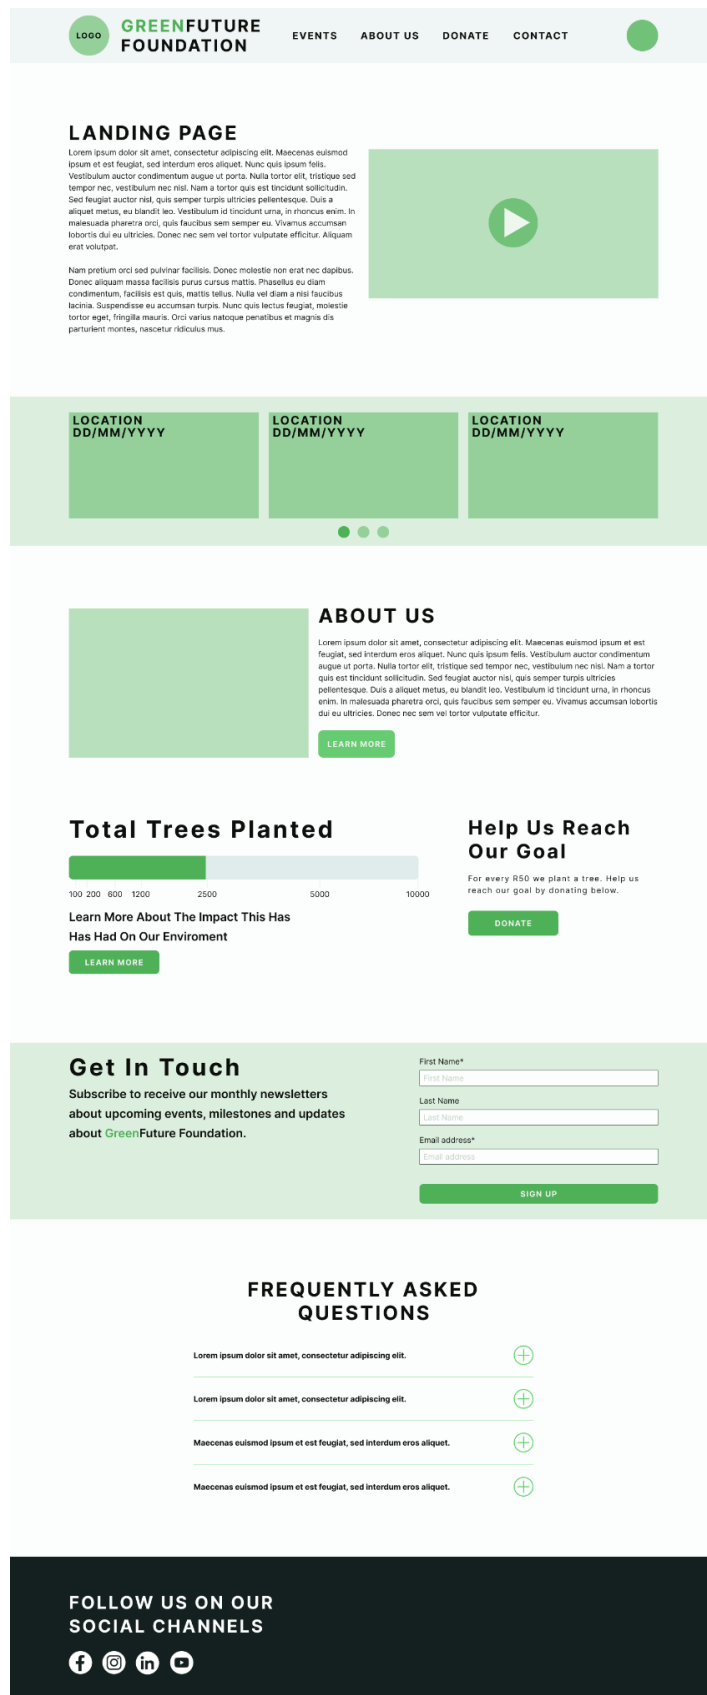 LOGO
GREENFUTURE
FOUNDATION
EVENTS
ABOUT US
DONATE
CONTACT
LANDING PAGE
Lorem ipsum dolor sit amet, consectetur adipiscing elit. Maecenas euismod
ipsum et est feugiat, sed interdum eros aliquet. Nunc quis ipsum felis.
Vestibulum auctor condimentum augue ut porta. Nulla tortor elit, tristique sed
tempor nec, vestibulum nec nisl. Nam a tortor quis est tincidunt sollicitudin.
Sed feugiat auctor nisl, quis semper turpis ultricies pellentesque. Duis a
aliquet metus, eu blandit leo. Vestibulum id tincidunt urna, in rhoncus enim. In
malesuada pharetra orci, quis faucibus sem semper eu. Vivamus accumsan
lobortis dui eu ultricies. Donec nec sem vel tortor vulputate efficitur. Aliquam
erat volutpat.
Nam pretium orci sed pulvinar facilisis. Donec molestie non erat nec dapibus.
Donec aliquam massa facilisis purus cursus mattis. Phasellus eu diam
condimentum, facilisis est quis, mattis tellus. Nulla vel diam a nisi faucibus
lacinia. Suspendisse eu accumsan turpis. Nunc quis lectus feugiat, molestie
tortor eget, fringilla mauris. Orci varius natoque penatibus et magnis dis
parturient montes, nascetur ridiculus mus.
LOCATION
DD/MM/YYYY
LOCATION
DD/MM/YYYY
LOCATION
DD/MM/YYYY
ABOUT US
Lorem ipsum dolor sit amet, consectetur adipiscing elit. Maecenas euismod ipsum et est
feugiat, sed interdum eros aliquet. Nunc quis ipsum felis. Vestibulum auctor condimentum
augue ut porta. Nulla tortor elit, tristique sed tempor nec, vestibulum nec nisl. Nam a tortor
quis est tincidunt sollicitudin. Sed feugiat auctor nisl, quis semper turpis ultricies
pellentesque. Duis a aliquet metus, eu blandit leo. Vestibulum id tincidunt urna, in rhoncus
enim. In malesuada pharetra orci, quis faucibus sem semper eu. Vivamus accumsan lobortis
dui eu ultricies. Donec nec sem vel tortor vulputate efficitur.
LEARN MORE
Total Trees Planted
100 200 600 1200 2500 5000 10000
Learn More About The Impact This Has
Has Had On Our Enviroment
LEARN MORE
Help Us Reach
Our Goal
For every R50 we plant a tree. Help us
reach our goal by donating below.
DONATE
Get In Touch
Subscribe to receive our monthly newsletters
about upcoming events, milestones and updates
about GreenFuture Foundation.
First Name*
First Name
Last Name
Last Name
Email address*
Email address
SIGN UP
FREQUENTLY ASKED
QUESTIONS
Lorem ipsum dolor sit amet, consectetur adipiscing elit.
Lorem ipsum dolor sit amet, consectetur adipiscing elit.
Maecenas euismod ipsum et est feugiat, sed interdum eros aliquet.
Maecenas euismod ipsum et est feugiat, sed interdum eros aliquet.
FOLLOW US ON OUR
SOCIAL CHANNELS